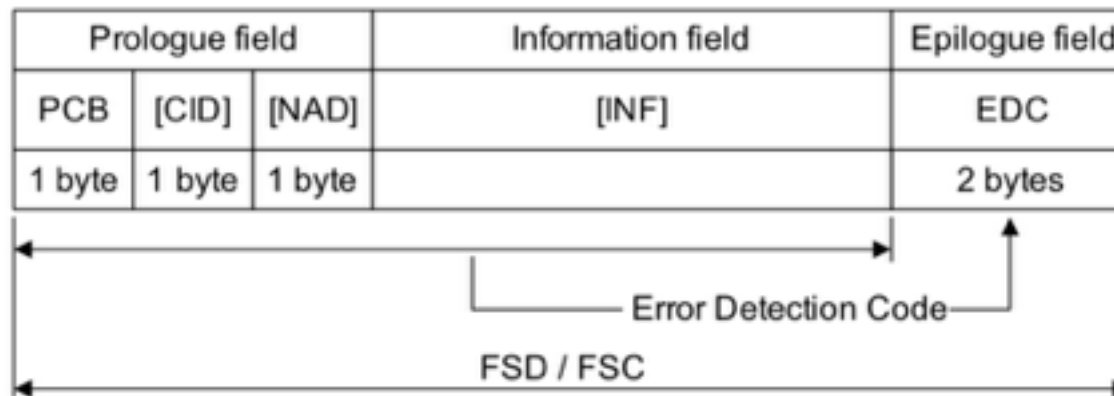 Prologue field Information field Epilogue field
PCB [CID] [NAD] [INF] EDC
1 byte 1 byte 1 byte 2 bytes
Error Detection Code
FSD / FSC